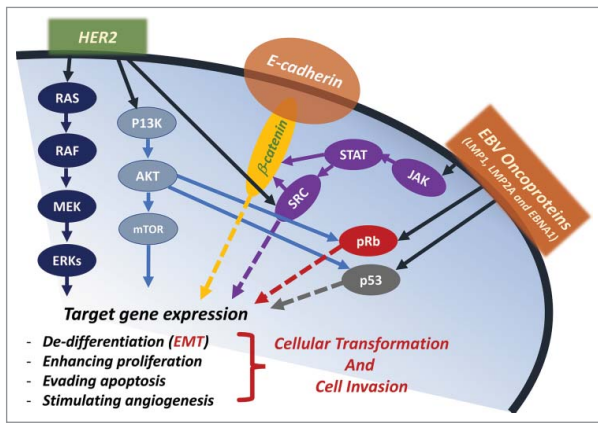 HER2
E-cadherin
EBV Oncoproteins
(LMP1, LMP2A and EBNA1)
RAS
P13K
RAF
AKT
MEK
mTOR
ERKs
β-catenin
STAT
JAK
SRC
pRb
p53
Target gene expression
- De-differentiation (EMT)
- Enhancing proliferation
- Evading apoptosis
- Stimulating angiogenesis
Cellular Transformation
And
Cell Invasion